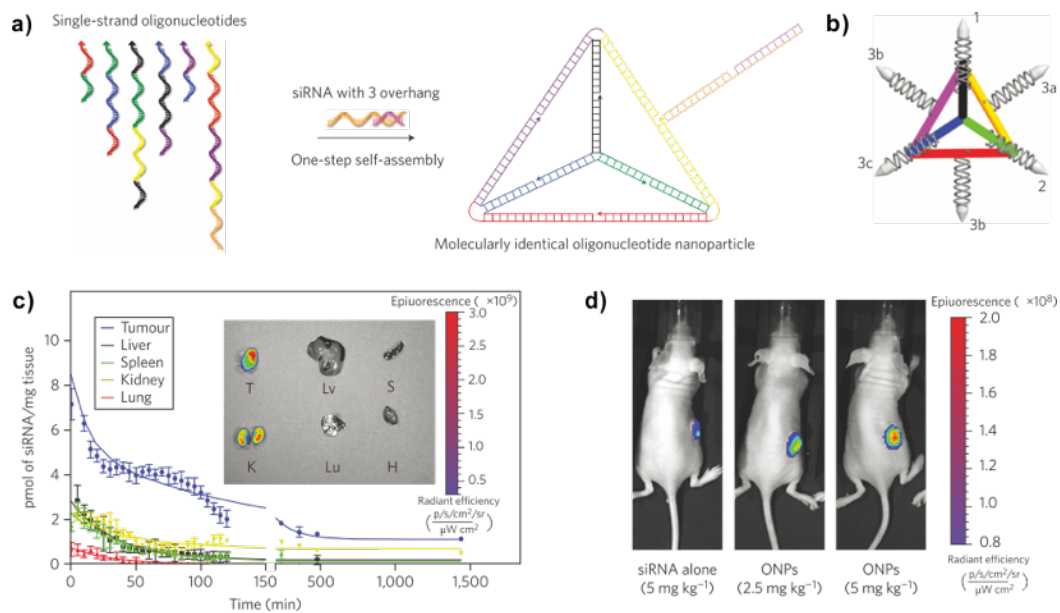 a)
Single-strand oligonucleotides
siRNA with 3 overhang
One-step self-assembly
Molecularly identical oligonucleotide nanoparticle
b)
1
3b
3a
3c
2
3b
c)
Epiuorescence ( ×10⁹)
3.0
2.5
2.0
1.5
1.0
0.5
Radiant efficiency
(p/s/cm²/sr / µW cm²)
10
8
6
4
2
0
pmol of siRNA/mg tissue
Tumour
Liver
Spleen
Kidney
Lung
T Lv S
K Lu H
0 50 100 150 500 1,000 1,500
Time (min)
d)
Epiuorescence ( ×10⁸)
2.0
1.8
1.6
1.4
1.2
1.0
0.8
Radiant efficiency
(p/s/cm²/sr / µW cm²)
siRNA alone
(5 mg kg⁻¹)
ONPs
(2.5 mg kg⁻¹)
ONPs
(5 mg kg⁻¹)